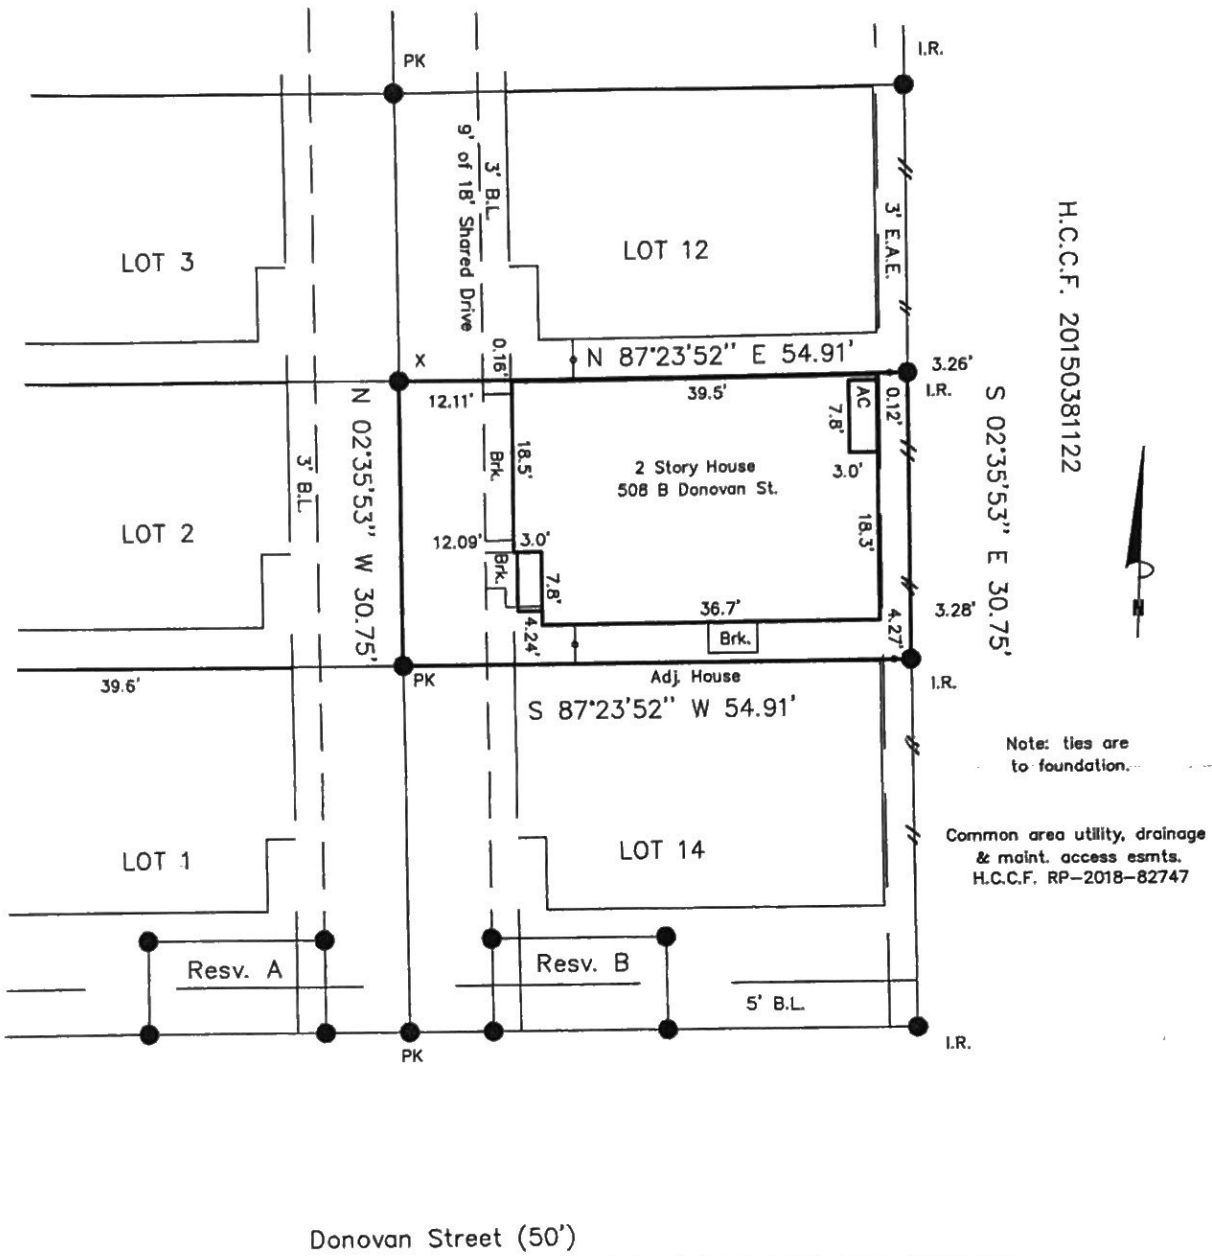 PK
I.R.
9' of 18' Shared Drive
3' B.L.
LOT 3
LOT 12
3' E.A.E.
H.C.C.F. 20150381122
X
0.16'
N 87°23'52" E 54.91'
3.26'
I.R.
12.11'
39.5'
AC
0.12'
7.8'
3.0'
N 02°35'53" W 30.75'
S 02°35'53" E 30.75'
3' B.L.
Brk.
18.5'
2 Story House
508 B Donovan St.
18.3'
LOT 2
12.09'
3.0'
Brk.
7.8'
4.24'
36.7'
Brk.
4.27'
3.28'
N
39.6'
PK
Adj. House
I.R.
S 87°23'52" W 54.91'
Note: ties are
to foundation.
Common area utility, drainage
& maint. access esmts.
H.C.C.F. RP-2018-82747
LOT 1
LOT 14
Resv. A
Resv. B
5' B.L.
PK
I.R.
Donovan Street (50')